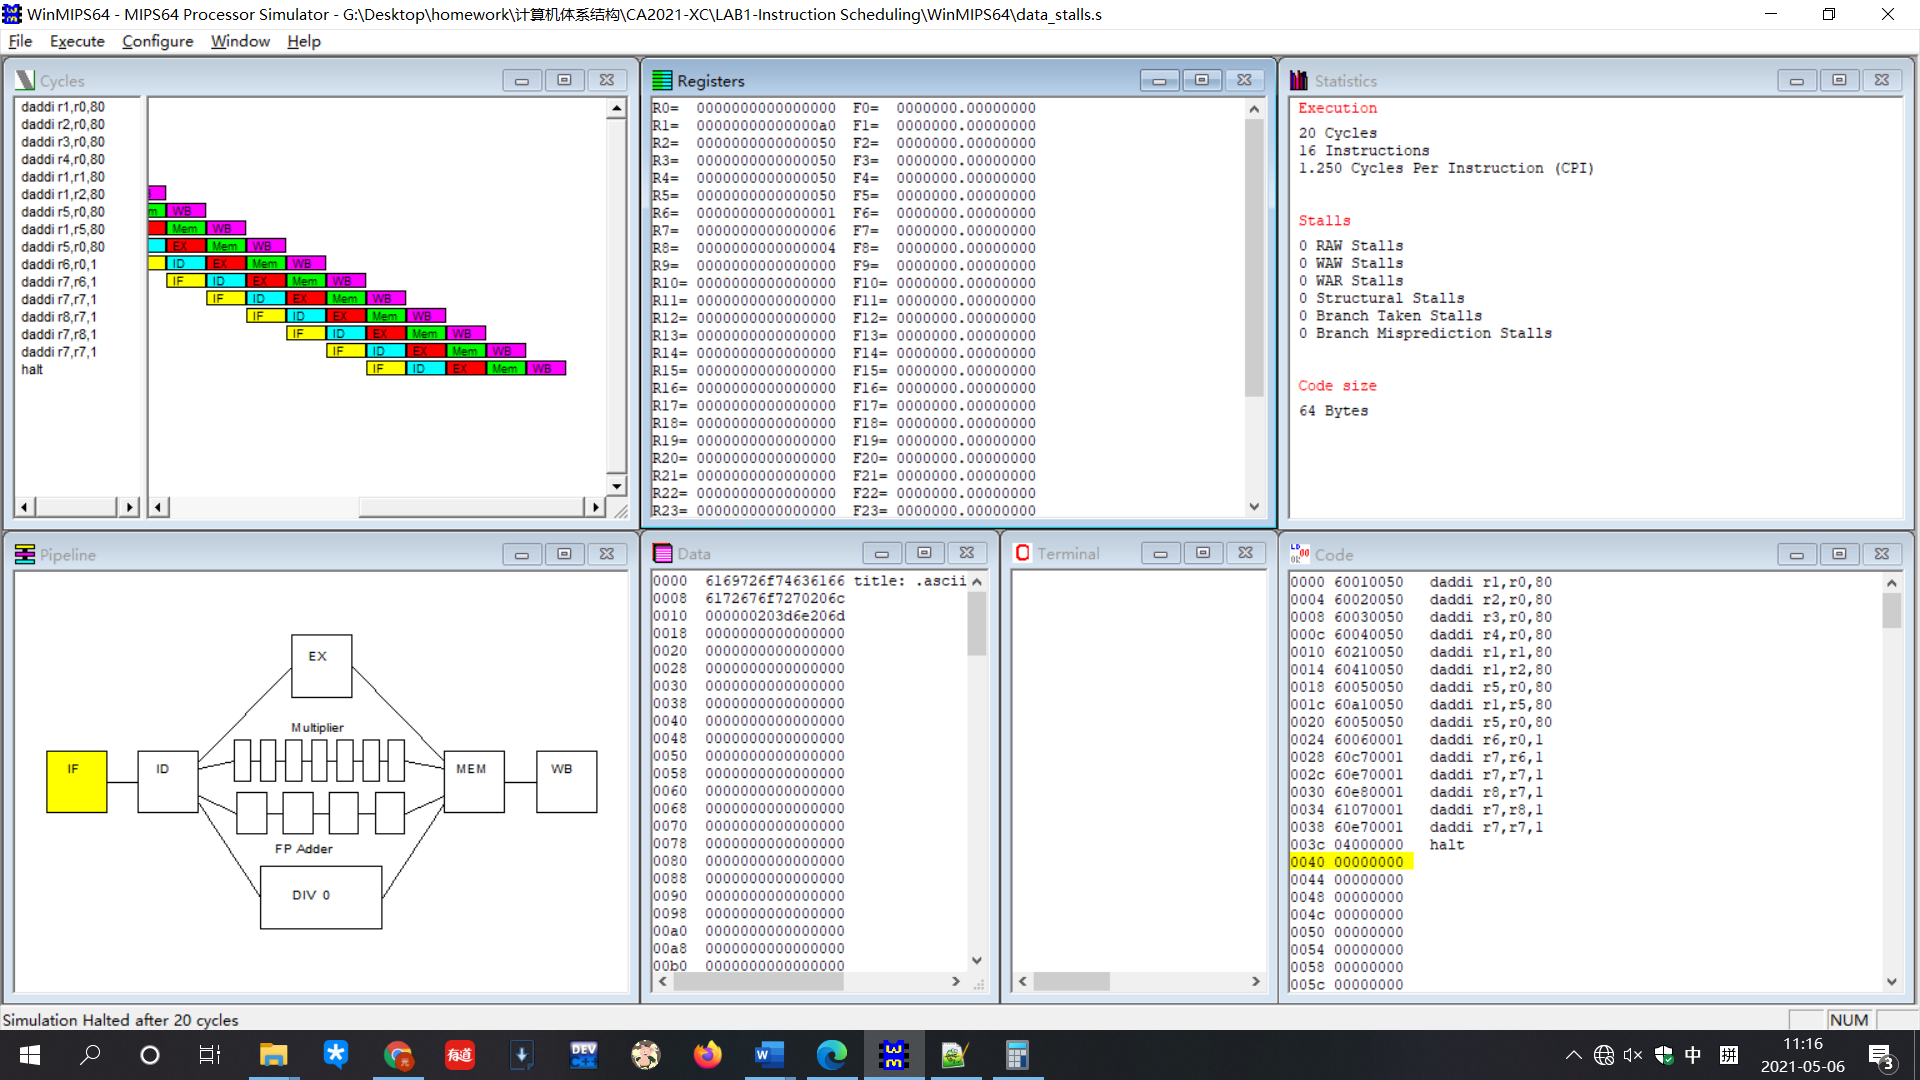 WinMIPS64 - MIPS64 Processor Simulator - G:\Desktop\homework\计算机体系结构\CA2021-XC\LAB1-Instruction Scheduling\WinMIPS64\data_stalls.s
File Execute Configure Window Help
Cycles
daddi r1,r0,80
daddi r2,r0,80
daddi r3,r0,80
daddi r4,r0,80
daddi r1,r1,80
daddi r1,r2,80
daddi r5,r0,80
daddi r1,r5,80
daddi r5,r0,80
daddi r6,r0,1
daddi r7,r6,1
daddi r7,r7,1
daddi r8,r7,1
daddi r7,r8,1
daddi r7,r7,1
halt
m WB
Mem WB
EX Mem WB
ID EX Mem WB
IF ID EX Mem WB
IF ID EX Mem WB
IF ID EX Mem WB
IF ID EX Mem WB
IF ID EX Mem WB
IF ID EX Mem WB
Registers
R0= 0000000000000000 F0= 0000000.00000000
R1= 00000000000000a0 F1= 0000000.00000000
R2= 0000000000000050 F2= 0000000.00000000
R3= 0000000000000050 F3= 0000000.00000000
R4= 0000000000000050 F4= 0000000.00000000
R5= 0000000000000050 F5= 0000000.00000000
R6= 0000000000000001 F6= 0000000.00000000
R7= 0000000000000006 F7= 0000000.00000000
R8= 0000000000000004 F8= 0000000.00000000
R9= 0000000000000000 F9= 0000000.00000000
R10= 0000000000000000 F10= 0000000.00000000
R11= 0000000000000000 F11= 0000000.00000000
R12= 0000000000000000 F12= 0000000.00000000
R13= 0000000000000000 F13= 0000000.00000000
R14= 0000000000000000 F14= 0000000.00000000
R15= 0000000000000000 F15= 0000000.00000000
R16= 0000000000000000 F16= 0000000.00000000
R17= 0000000000000000 F17= 0000000.00000000
R18= 0000000000000000 F18= 0000000.00000000
R19= 0000000000000000 F19= 0000000.00000000
R20= 0000000000000000 F20= 0000000.00000000
R21= 0000000000000000 F21= 0000000.00000000
R22= 0000000000000000 F22= 0000000.00000000
R23= 0000000000000000 F23= 0000000.00000000
Statistics
Execution
20 Cycles
16 Instructions
1.250 Cycles Per Instruction (CPI)
Stalls
0 RAW Stalls
0 WAW Stalls
0 WAR Stalls
0 Structural Stalls
0 Branch Taken Stalls
0 Branch Misprediction Stalls
Code size
64 Bytes
Pipeline
EX
Multiplier
IF ID MEM WB
FP Adder
DIV 0
Data
0000 6169726f74636166 title: .ascii
0008 6172676f7270206c
0010 000000203d6e206d
0018 0000000000000000
0020 0000000000000000
0028 0000000000000000
0030 0000000000000000
0038 0000000000000000
0040 0000000000000000
0048 0000000000000000
0050 0000000000000000
0058 0000000000000000
0060 0000000000000000
0068 0000000000000000
0070 0000000000000000
0078 0000000000000000
0080 0000000000000000
0088 0000000000000000
0090 0000000000000000
0098 0000000000000000
00a0 0000000000000000
00a8 0000000000000000
00b0 0000000000000000
Terminal
Code
0000 60010050 daddi r1,r0,80
0004 60020050 daddi r2,r0,80
0008 60030050 daddi r3,r0,80
000c 60040050 daddi r4,r0,80
0010 60210050 daddi r1,r1,80
0014 60410050 daddi r1,r2,80
0018 60050050 daddi r5,r0,80
001c 60a10050 daddi r1,r5,80
0020 60050050 daddi r5,r0,80
0024 60060001 daddi r6,r0,1
0028 60c70001 daddi r7,r6,1
002c 60e70001 daddi r7,r7,1
0030 60e80001 daddi r8,r7,1
0034 61070001 daddi r7,r8,1
0038 60e70001 daddi r7,r7,1
003c 04000000 halt
0040 00000000
0044 00000000
0048 00000000
004c 00000000
0050 00000000
0054 00000000
0058 00000000
005c 00000000
Simulation Halted after 20 cycles
NUM
有道
DEV
C++
W
中
拼
11:16
2021-05-06
3